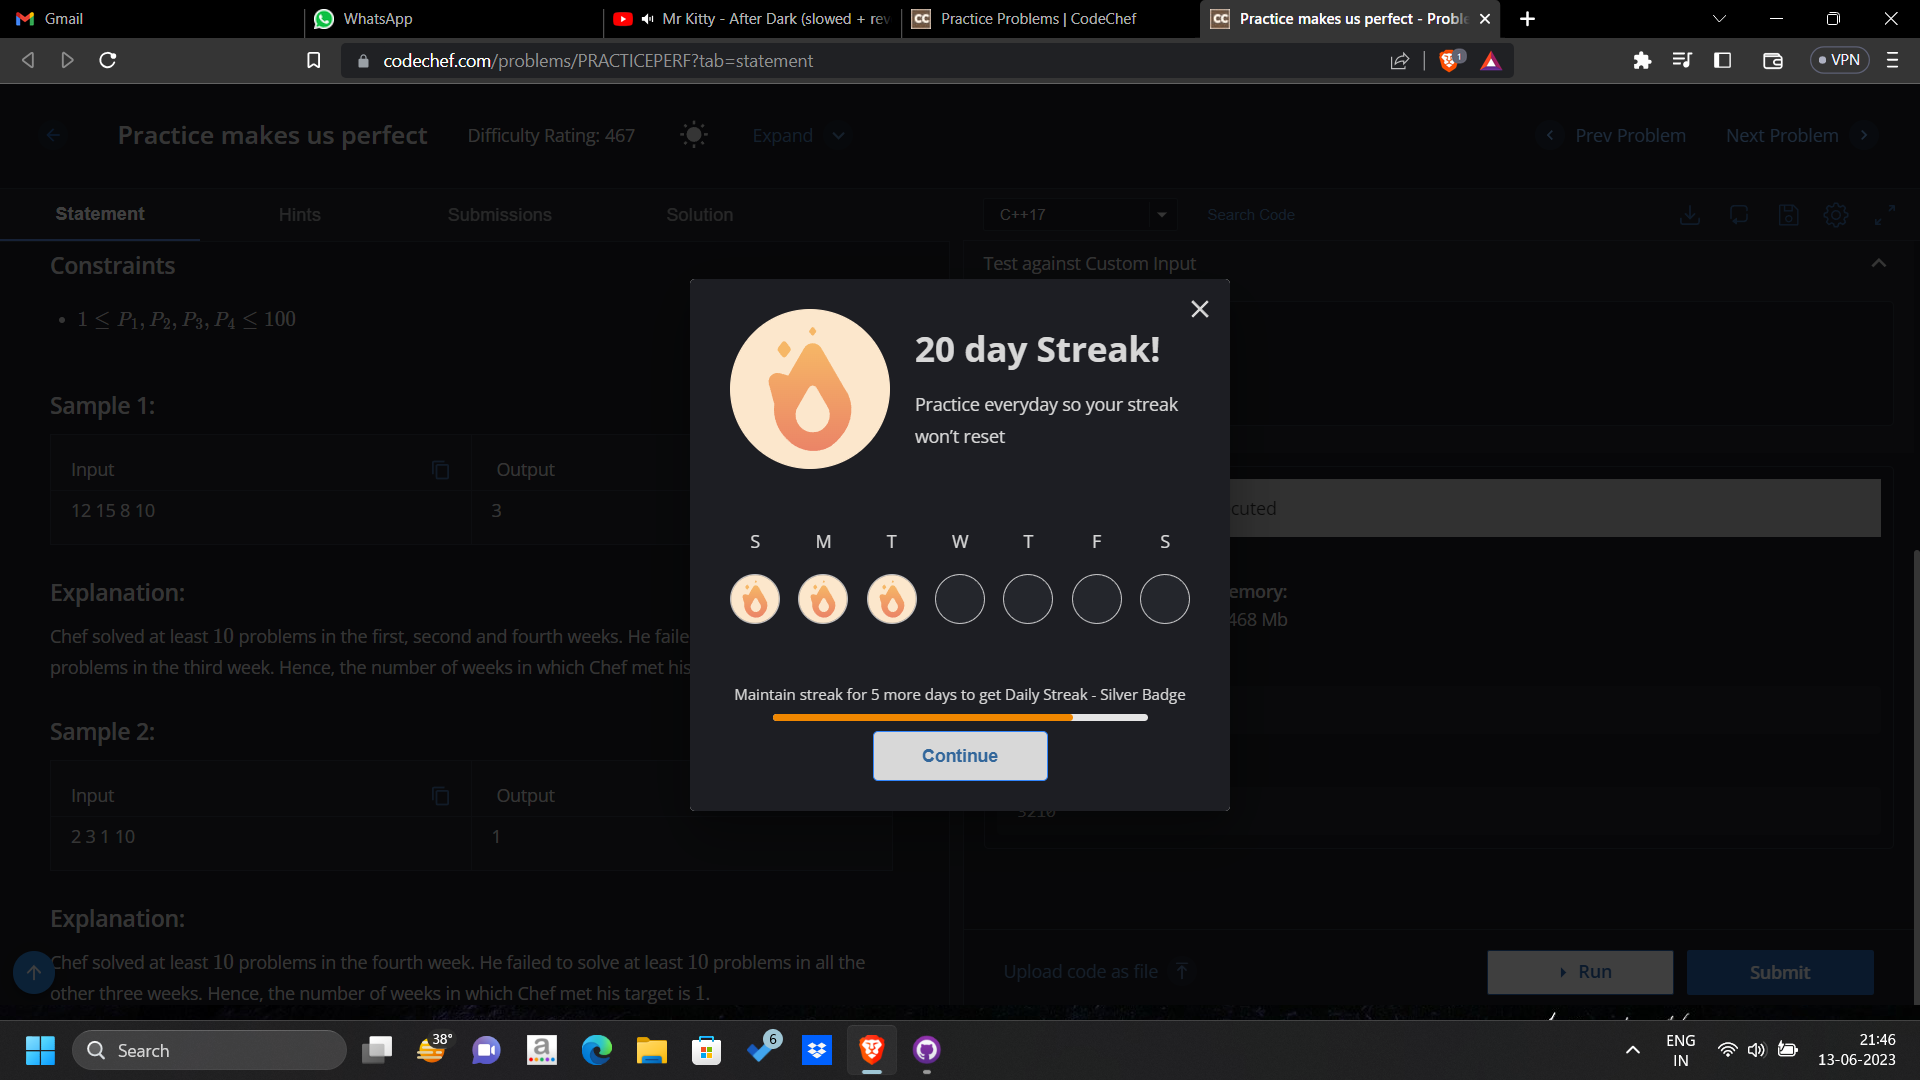 Gmail
WhatsApp
Mr Kitty - After Dark (slowed + rev
Practice Problems | CodeChef
Practice makes us perfect - Proble
codechef.com/problems/PRACTICEPERF?tab=statement
1
VPN
Practice makes us perfect
Difficulty Rating: 467
Expand
Prev Problem
Next Problem
Statement
Hints
Submissions
Solution
C++17
Search Code
Constraints
• 1 ≤ P1, P2, P3, P4 ≤ 100
Sample 1:
Input
Output
12 15 8 10
3
Explanation:
Chef solved at least 10 problems in the first, second and fourth weeks. He faile
problems in the third week. Hence, the number of weeks in which Chef met his
Sample 2:
Input
Output
2 3 1 10
1
Explanation:
Chef solved at least 10 problems in the fourth week. He failed to solve at least 10 problems in all the
other three weeks. Hence, the number of weeks in which Chef met his target is 1.
Test against Custom Input
cuted
emory:
468 Mb
3210
Upload code as file
Run
Submit
20 day Streak!
Practice everyday so your streak
won't reset
S M T W T F S
Maintain streak for 5 more days to get Daily Streak - Silver Badge
Continue
Search
38°
a
6
ENG
IN
21:46
13-06-2023